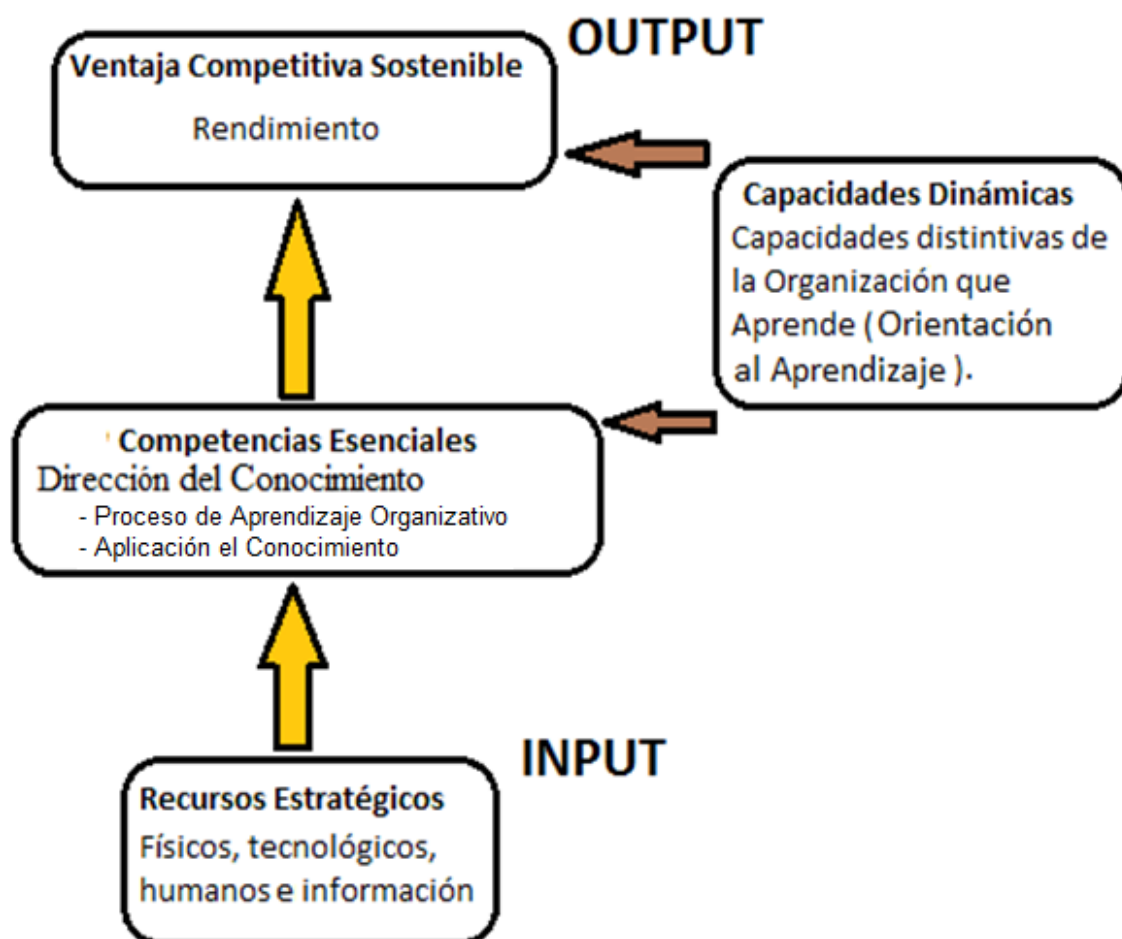 OUTPUT
Ventaja Competitiva Sostenible
Rendimiento
Capacidades Dinámicas
Capacidades distintivas de
la Organización que
Aprende ( Orientación
al Aprendizaje ).
Competencias Esenciales
Dirección del Conocimiento
- Proceso de Aprendizaje Organizativo
- Aplicación el Conocimiento
INPUT
Recursos Estratégicos
Físicos, tecnológicos,
humanos e información